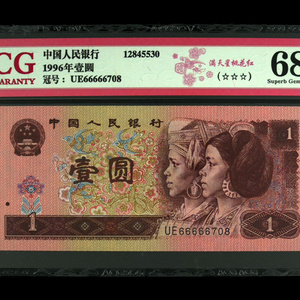 CG
ARANTY
中国人民银行 12845530
1996年壹圆
冠号: UE66666708
满天星桃花红
(☆☆☆)
68
Superb Gem
中国人民银行
1
壹圆
1
1
UE66666708